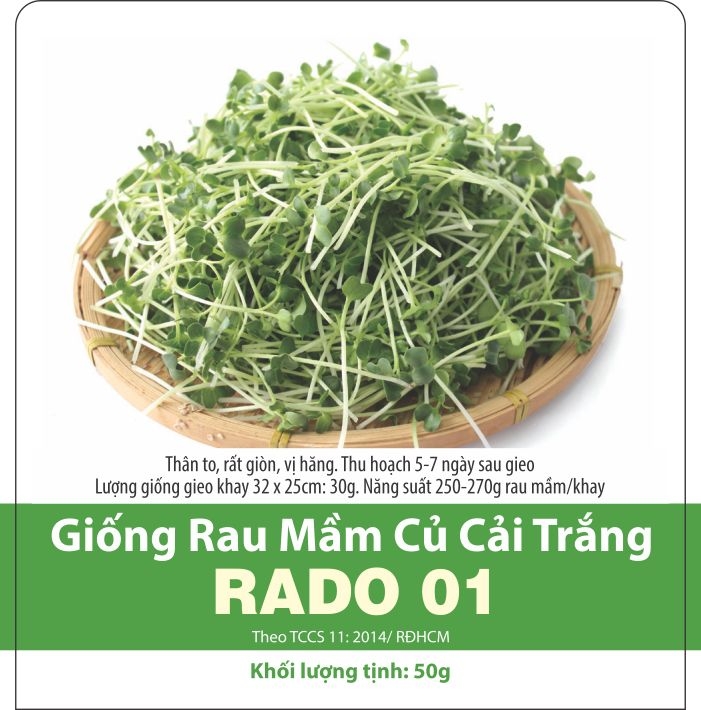 Thân to, rất giòn, vị hăng. Thu hoạch 5-7 ngày sau gieo
Lượng giống gieo khay 32 x 25cm: 30g. Năng suất 250-270g rau mầm/khay
Giống Rau Mầm Củ Cải Trắng
RADO 01
Theo TCCS 11: 2014/ RĐHCM
Khối lượng tịnh: 50g